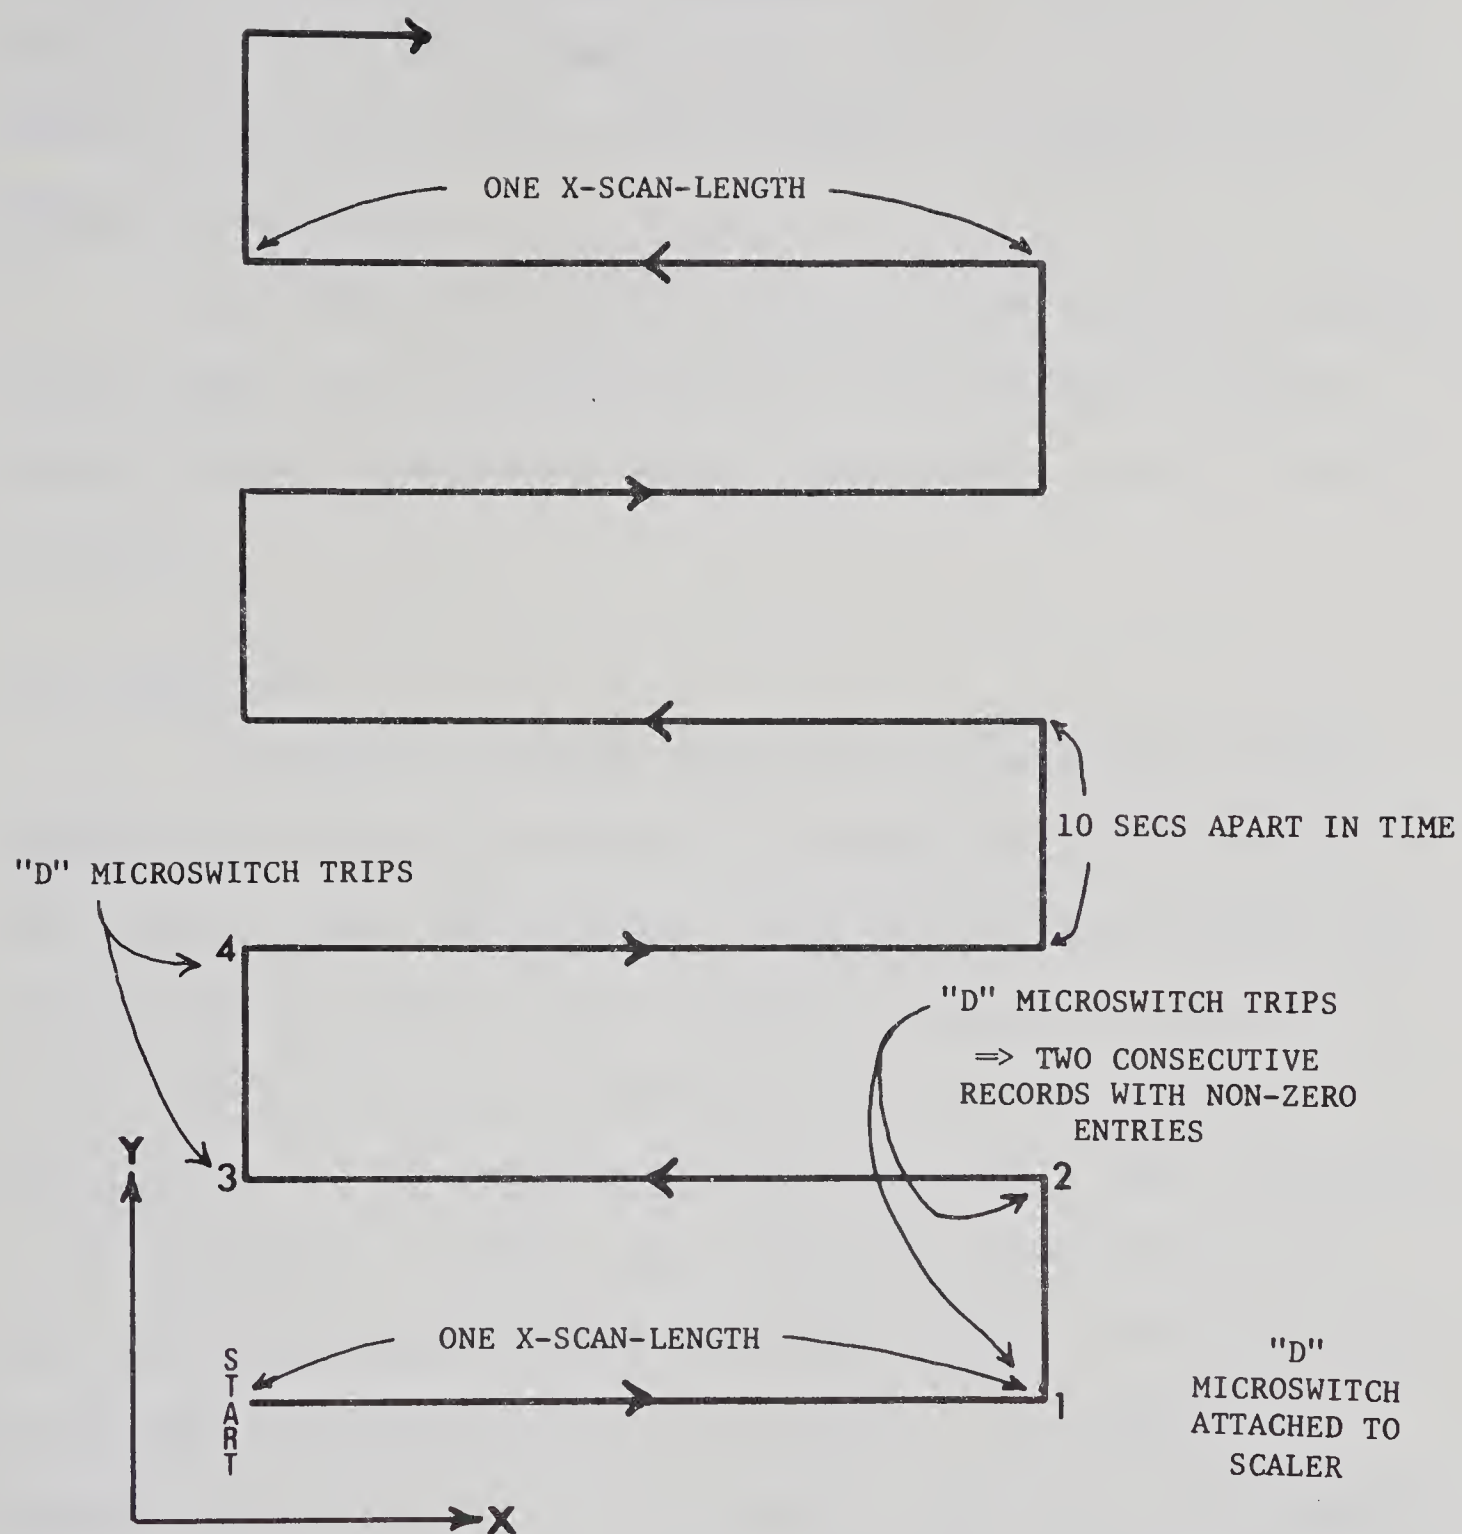 ONE X-SCAN-LENGTH
10 SECS APART IN TIME
"D" MICROSWITCH TRIPS
4
"D" MICROSWITCH TRIPS
=> TWO CONSECUTIVE
RECORDS WITH NON-ZERO
ENTRIES
Y
3
2
ONE X-SCAN-LENGTH
START
1
"D"
MICROSWITCH
ATTACHED TO
SCALER
X